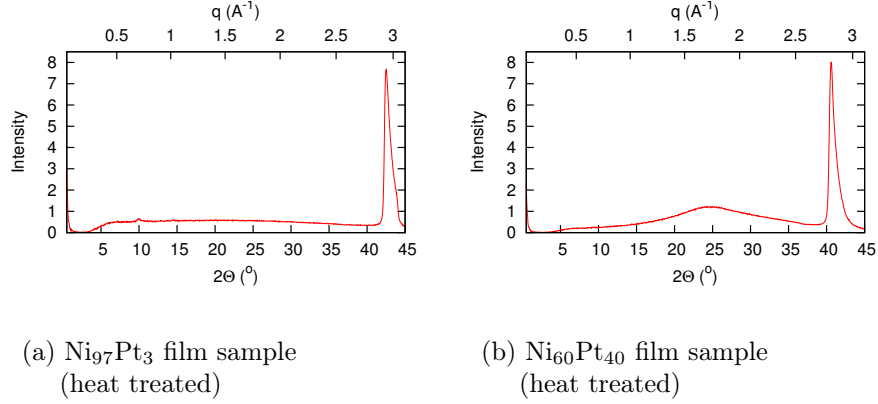 q (A⁻¹)
0.5 1 1.5 2 2.5 3
Intensity
8
7
6
5
4
3
2
1
0
5 10 15 20 25 30 35 40 45
2Θ (°)
(a) Ni₉₇Pt₃ film sample
(heat treated)
q (A⁻¹)
0.5 1 1.5 2 2.5 3
Intensity
8
7
6
5
4
3
2
1
0
5 10 15 20 25 30 35 40 45
2Θ (°)
(b) Ni₆₀Pt₄₀ film sample
(heat treated)